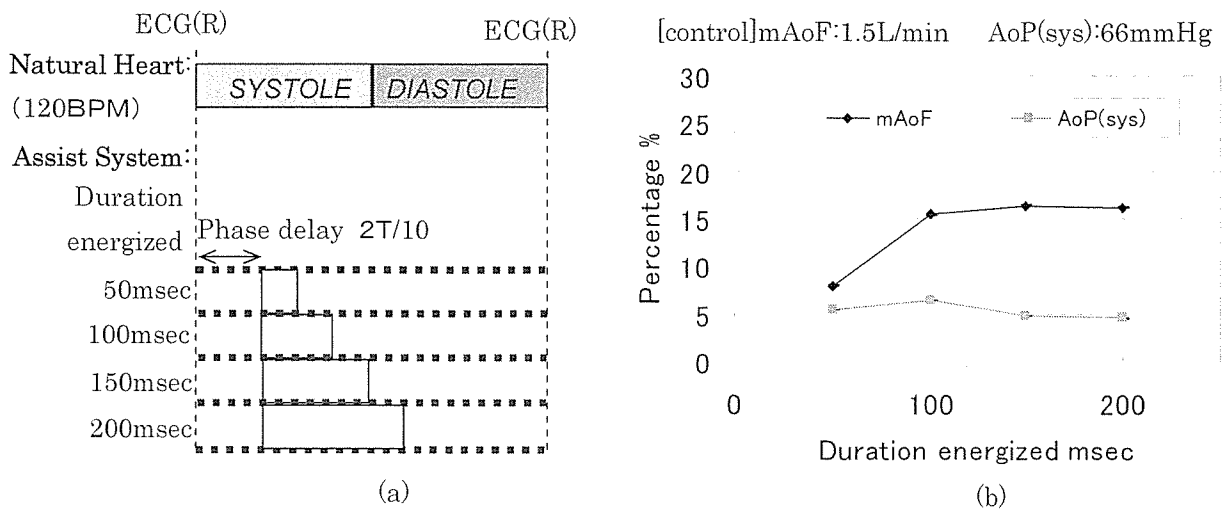 ECG(R)
ECG(R)
Natural Heart:
(120BPM)
SYSTOLE
DIASTOLE
Assist System:
Duration
energized
Phase delay 2T/10
50msec
100msec
150msec
200msec
(a)
[control]mAoF:1.5L/min AoP(sys):66mmHg
30
25
20
15
10
5
0
Percentage %
mAoF
AoP(sys)
0
100
200
Duration energized msec
(b)